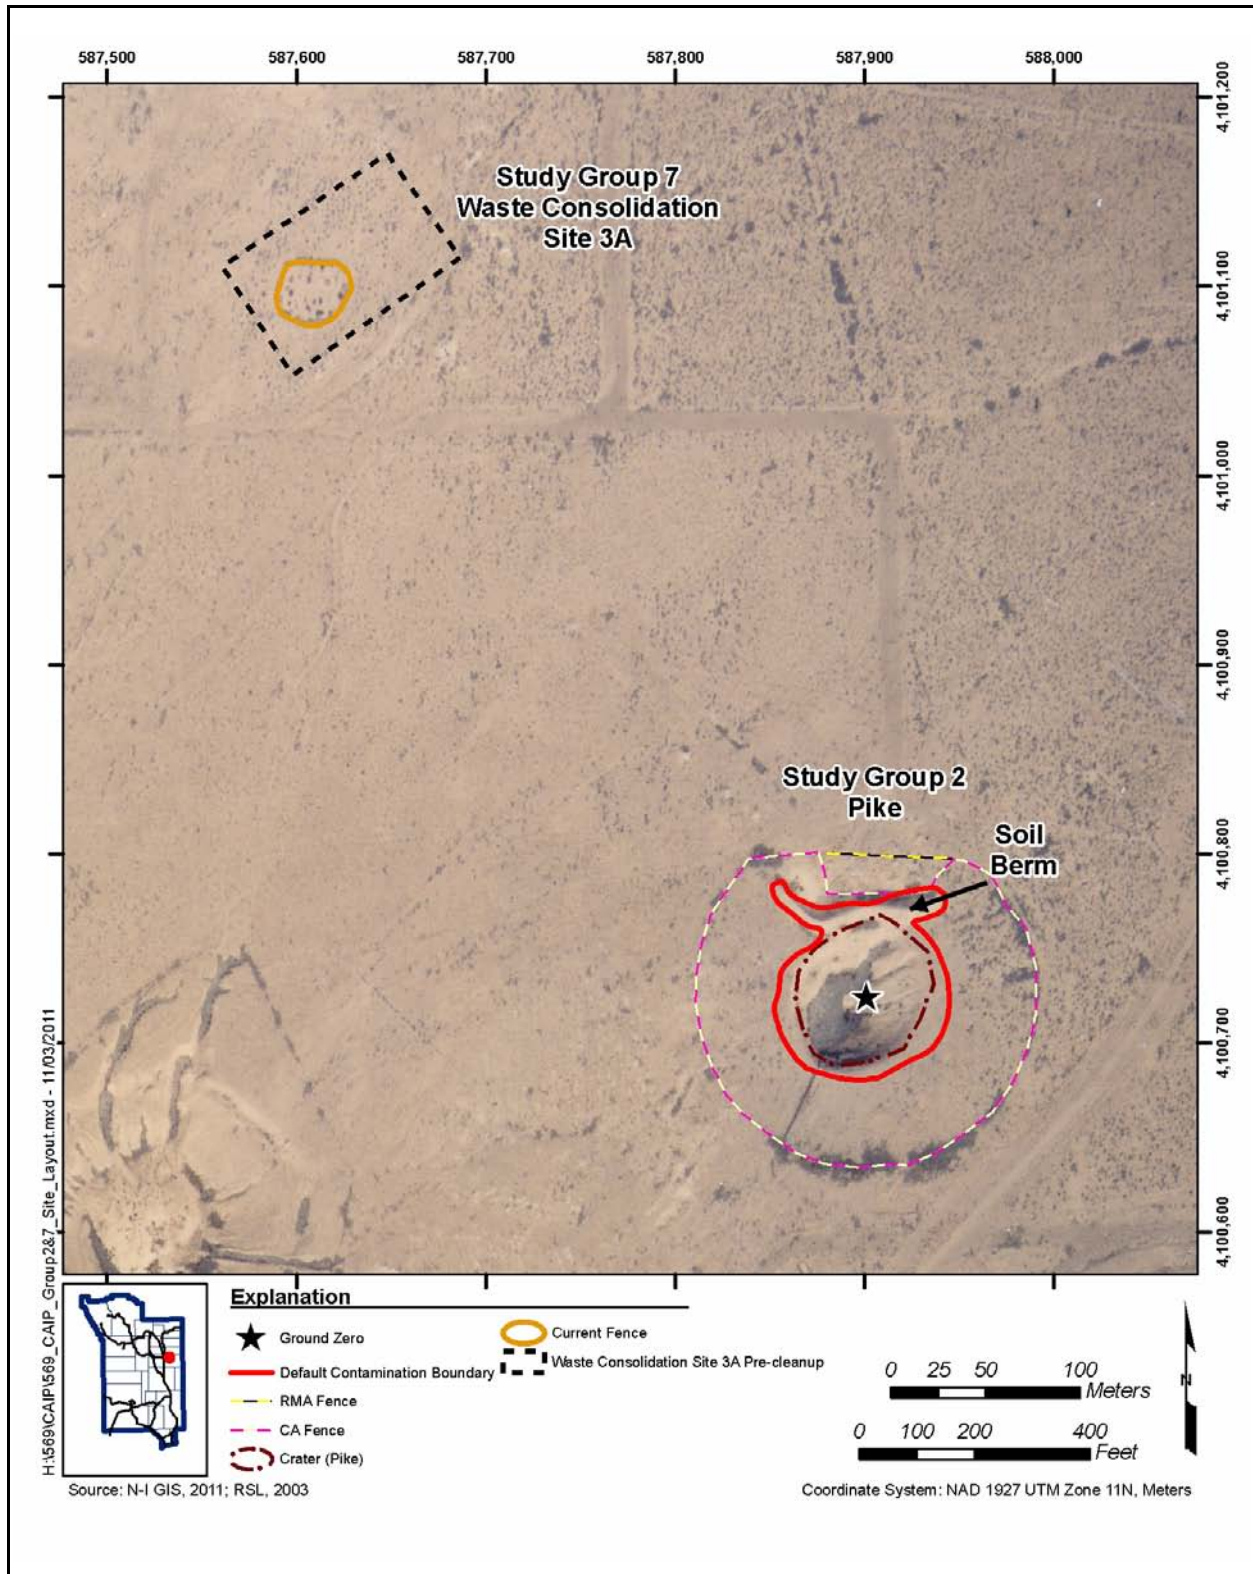 587,500 587,600 587,700 587,800 587,900 588,000
4,101,200
4,101,100
4,101,000
4,100,900
4,100,800
4,100,700
4,100,600
Study Group 7
Waste Consolidation
Site 3A
Study Group 2
Pike
Soil
Berm
H:\569\CAIP\569_CAIP_Group2&7_Site_Layout.mxd - 11/03/2011
Explanation
Ground Zero
Default Contamination Boundary
RMA Fence
CA Fence
Crater (Pike)
Current Fence
Waste Consolidation Site 3A Pre-cleanup
0 25 50 100
Meters
0 100 200 400
Feet
N
Source: N-I GIS, 2011; RSL, 2003
Coordinate System: NAD 1927 UTM Zone 11N, Meters